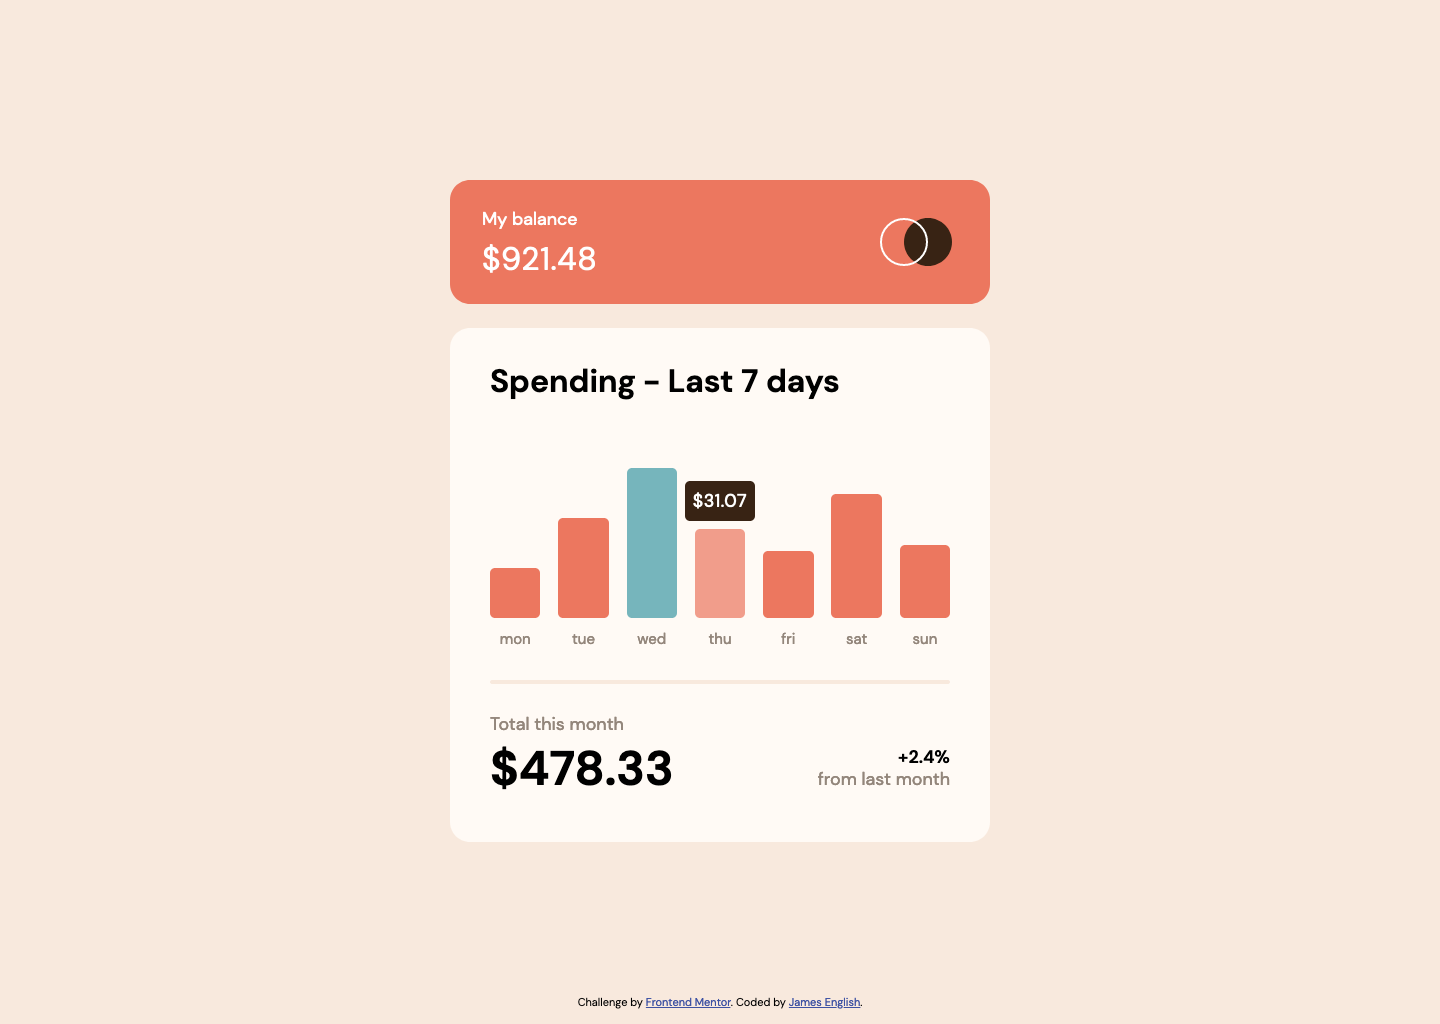 My balance
$921.48
Spending - Last 7 days
$31.07
mon tue wed thu fri sat sun
Total this month
$478.33
+2.4%
from last month
Challenge by Frontend Mentor. Coded by James English.